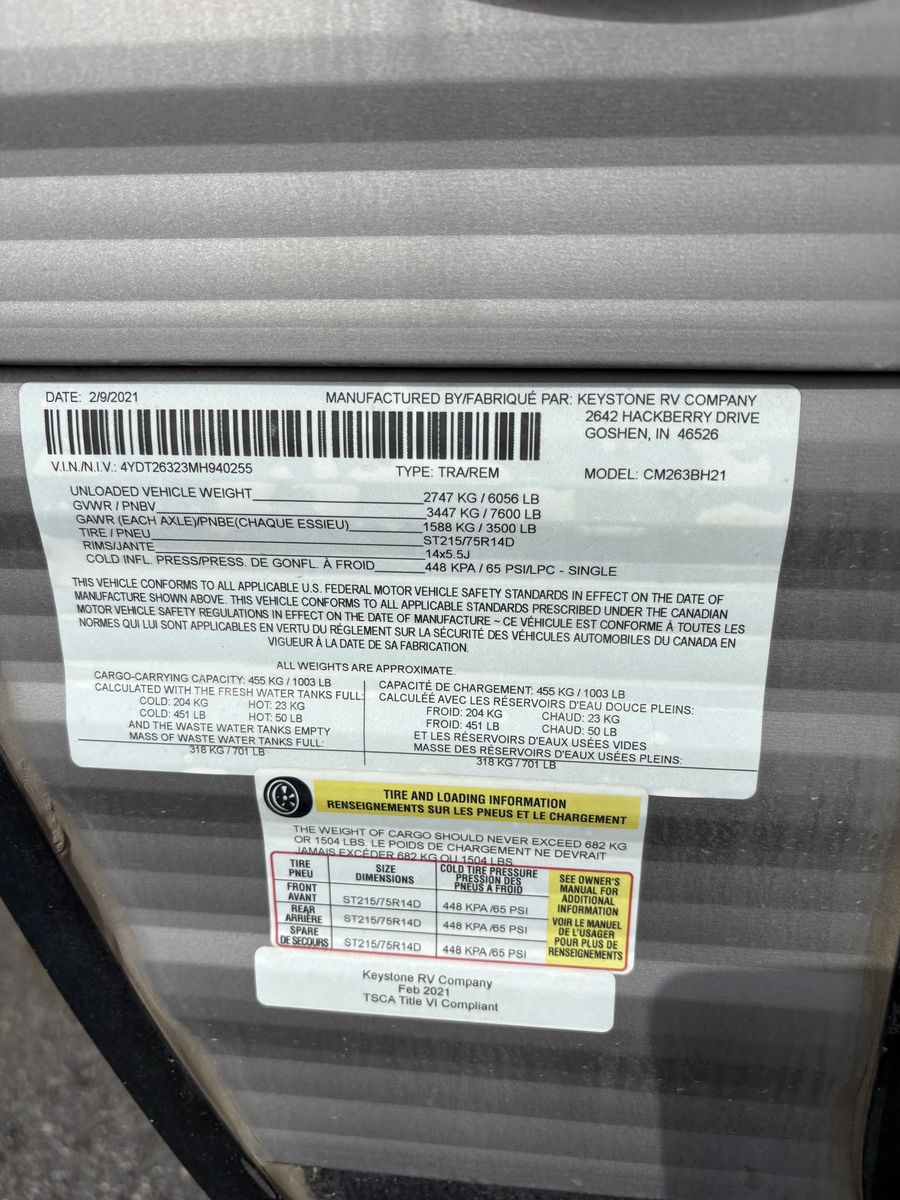 DATE: 2/9/2021 MANUFACTURED BY/FABRIQUÉ PAR: KEYSTONE RV COMPANY
2642 HACKBERRY DRIVE
GOSHEN, IN 46526
V.I.N./N.I.V.: 4YDT26323MH940255 TYPE: TRA/REM MODEL: CM263BH21
UNLOADED VEHICLE WEIGHT 2747 KG / 6056 LB
GVWR / PNBV 3447 KG / 7600 LB
GAWR (EACH AXLE)/PNBE(CHAQUE ESSIEU) 1588 KG / 3500 LB
TIRE / PNEU ST215/75R14D
RIMS/JANTE 14x5.5J
COLD INFL. PRESS/PRESS. DE GONFL. À FROID 448 KPA / 65 PSI/LPC - SINGLE
THIS VEHICLE CONFORMS TO ALL APPLICABLE U.S. FEDERAL MOTOR VEHICLE SAFETY STANDARDS IN EFFECT ON THE DATE OF
MANUFACTURE SHOWN ABOVE. THIS VEHICLE CONFORMS TO ALL APPLICABLE STANDARDS PRESCRIBED UNDER THE CANADIAN
MOTOR VEHICLE SAFETY REGULATIONS IN EFFECT ON THE DATE OF MANUFACTURE ~ CE VÉHICULE EST CONFORME À TOUTES LES
NORMES QUI LUI SONT APPLICABLES EN VERTU DU RÉGLEMENT SUR LA SÉCURITÉ DES VÉHICULES AUTOMOBILES DU CANADA EN
VIGUEUR À LA DATE DE SA FABRICATION.
ALL WEIGHTS ARE APPROXIMATE.
CARGO-CARRYING CAPACITY: 455 KG / 1003 LB
CALCULATED WITH THE FRESH WATER TANKS FULL:
COLD: 204 KG HOT: 23 KG
COLD: 451 LB HOT: 50 LB
AND THE WASTE WATER TANKS EMPTY
MASS OF WASTE WATER TANKS FULL:
318 KG / 701 LB
CAPACITÉ DE CHARGEMENT: 455 KG / 1003 LB
CALCULÉE AVEC LES RÉSERVOIRS D'EAU DOUCE PLEINS:
FROID: 204 KG CHAUD: 23 KG
FROID: 451 LB CHAUD: 50 LB
ET LES RÉSERVOIRS D'EAUX USÉES VIDES
MASSE DES RÉSERVOIRS D'EAUX USÉES PLEINS:
318 KG / 701 LB
TIRE AND LOADING INFORMATION
RENSEIGNEMENTS SUR LES PNEUS ET LE CHARGEMENT
THE WEIGHT OF CARGO SHOULD NEVER EXCEED 682 KG
OR 1504 LBS. LE POIDS DE CHARGEMENT NE DEVRAIT
JAMAIS EXCÉDER 682 KG OU 1504 LBS
TIRE
PNEU
SIZE
DIMENSIONS
COLD TIRE PRESSURE
PRESSION DES
PNEUS A FROID
FRONT
AVANT
ST215/75R14D 448 KPA /65 PSI
REAR
ARRIÈRE
ST215/75R14D 448 KPA /65 PSI
SPARE
DE SECOURS
ST215/75R14D 448 KPA /65 PSI
SEE OWNER'S
MANUAL FOR
ADDITIONAL
INFORMATION
VOIR LE MANUEL
DE L'USAGER
POUR PLUS DE
RENSEIGNEMENTS
Keystone RV Company
Feb 2021
TSCA Title VI Compliant